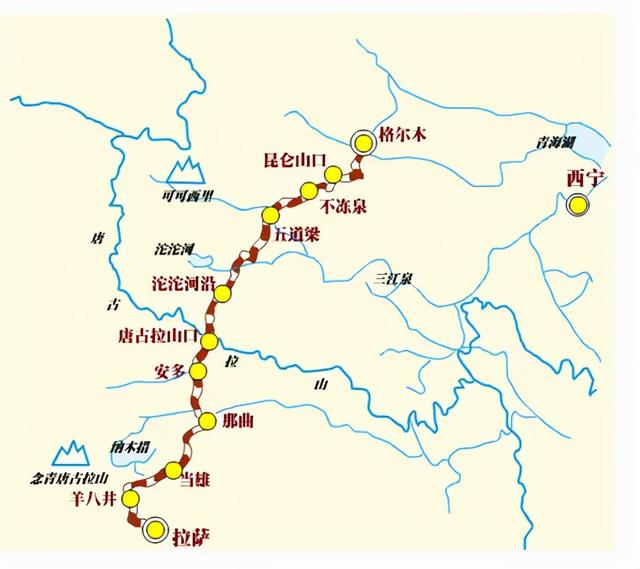 格尔木
青海湖
昆仑山口
西宁
可可西里
不冻泉
五道梁
唐
沱沱河
三江泉
沱沱河沿
古
唐古拉山口
拉
安多
山
那曲
纳木措
念青唐古拉山
当雄
羊八井
拉萨